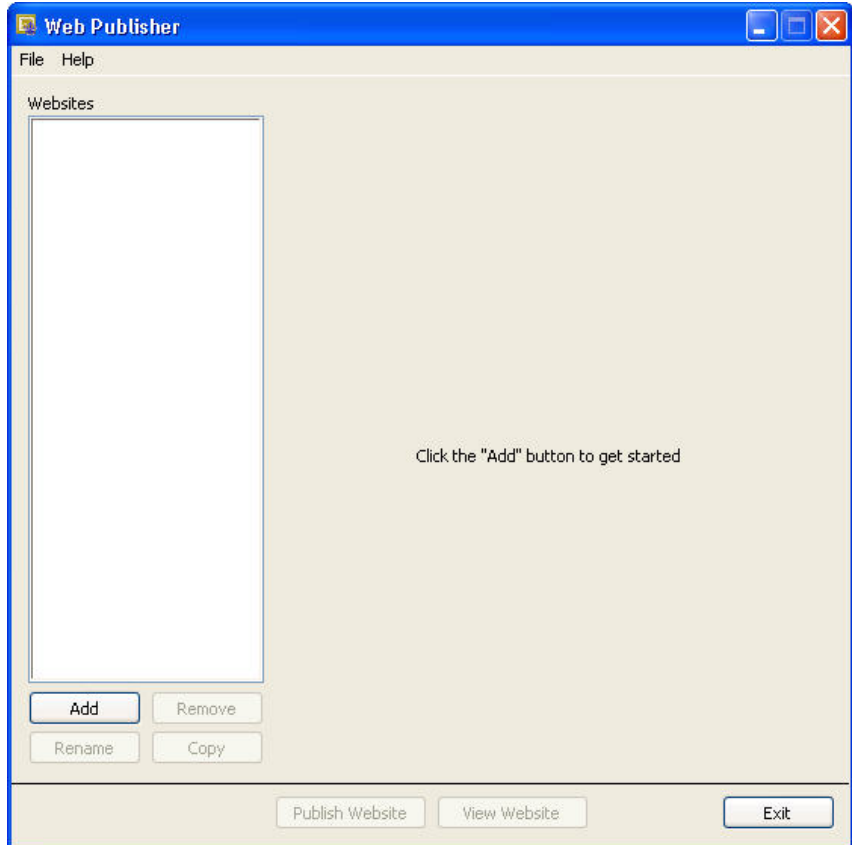 Web Publisher
File Help
Websites
Click the "Add" button to get started
Add Remove
Rename Copy
Publish Website View Website Exit